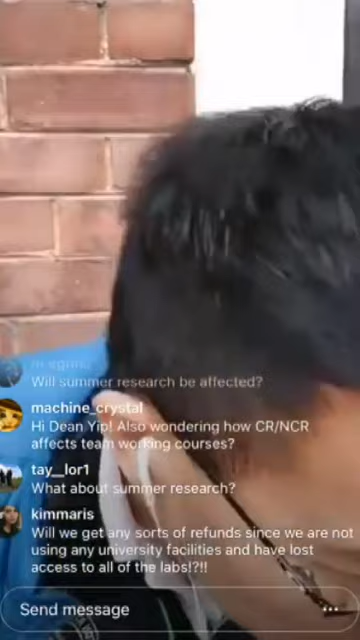 Will summer research be affected?
machine_crystal
Hi Dean Yip! Also wondering how CR/NCR
affects team working courses?
tay__lor1
What about summer research?
kimmaris
Will we get any sorts of refunds since we are not
using any university facilities and have lost
access to all of the labs!?!!
Send message